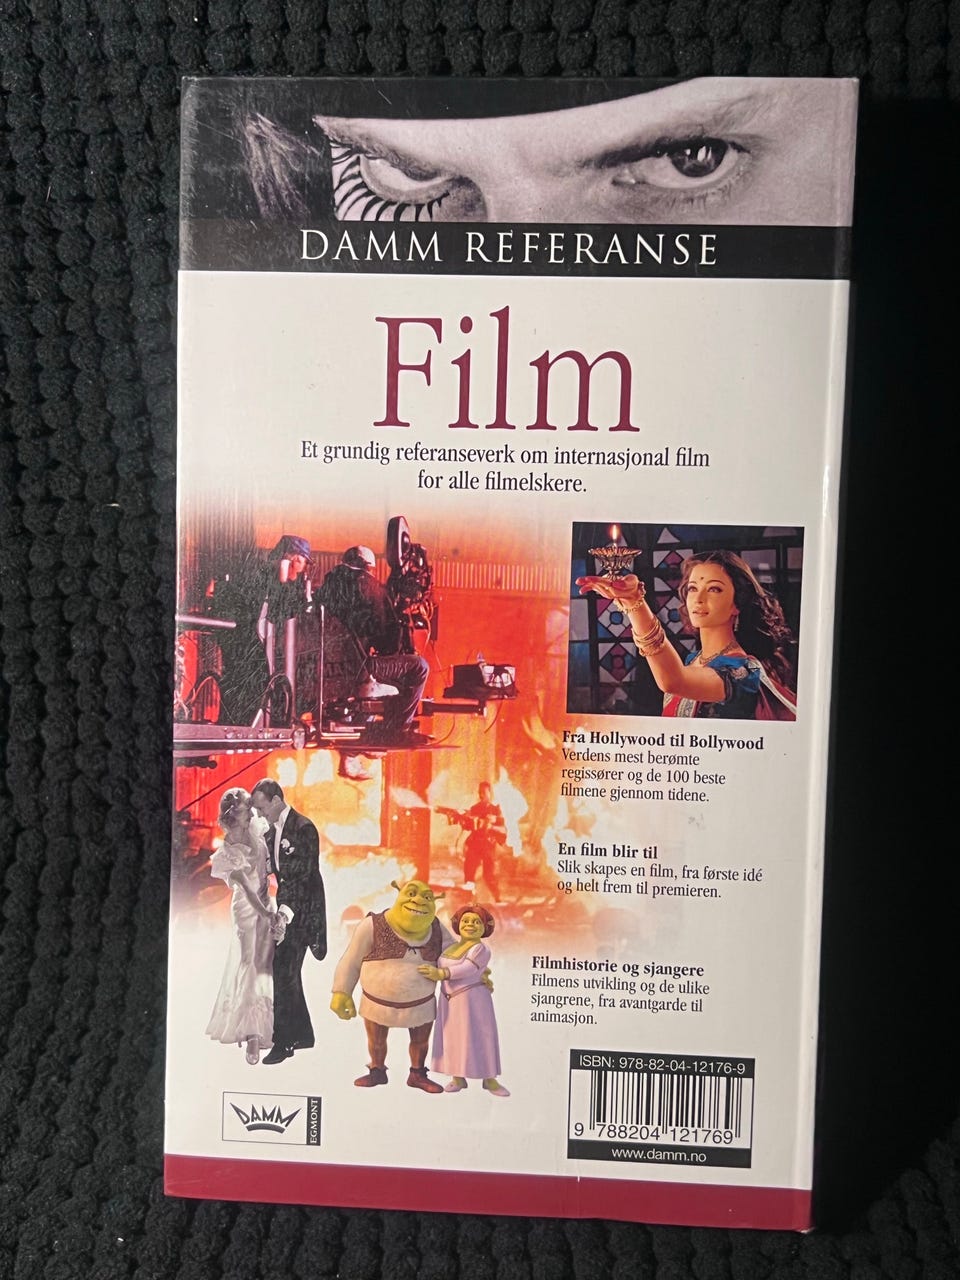 DAMM REFERANSE
Film
Et grundig referanseverk om internasjonal film
for alle filmelskere.
Fra Hollywood til Bollywood
Verdens mest berømte
regissører og de 100 beste
filmene gjennom tidene.
En film blir til
Slik skapes en film, fra første idé
og helt frem til premieren.
Filmhistorie og sjangere
Filmens utvikling og de ulike
sjangrene, fra avantgarde til
animasjon.
ISBN: 978-82-04-12176-9
9 788204 121769
www.damm.no
DAMM
EGMONT